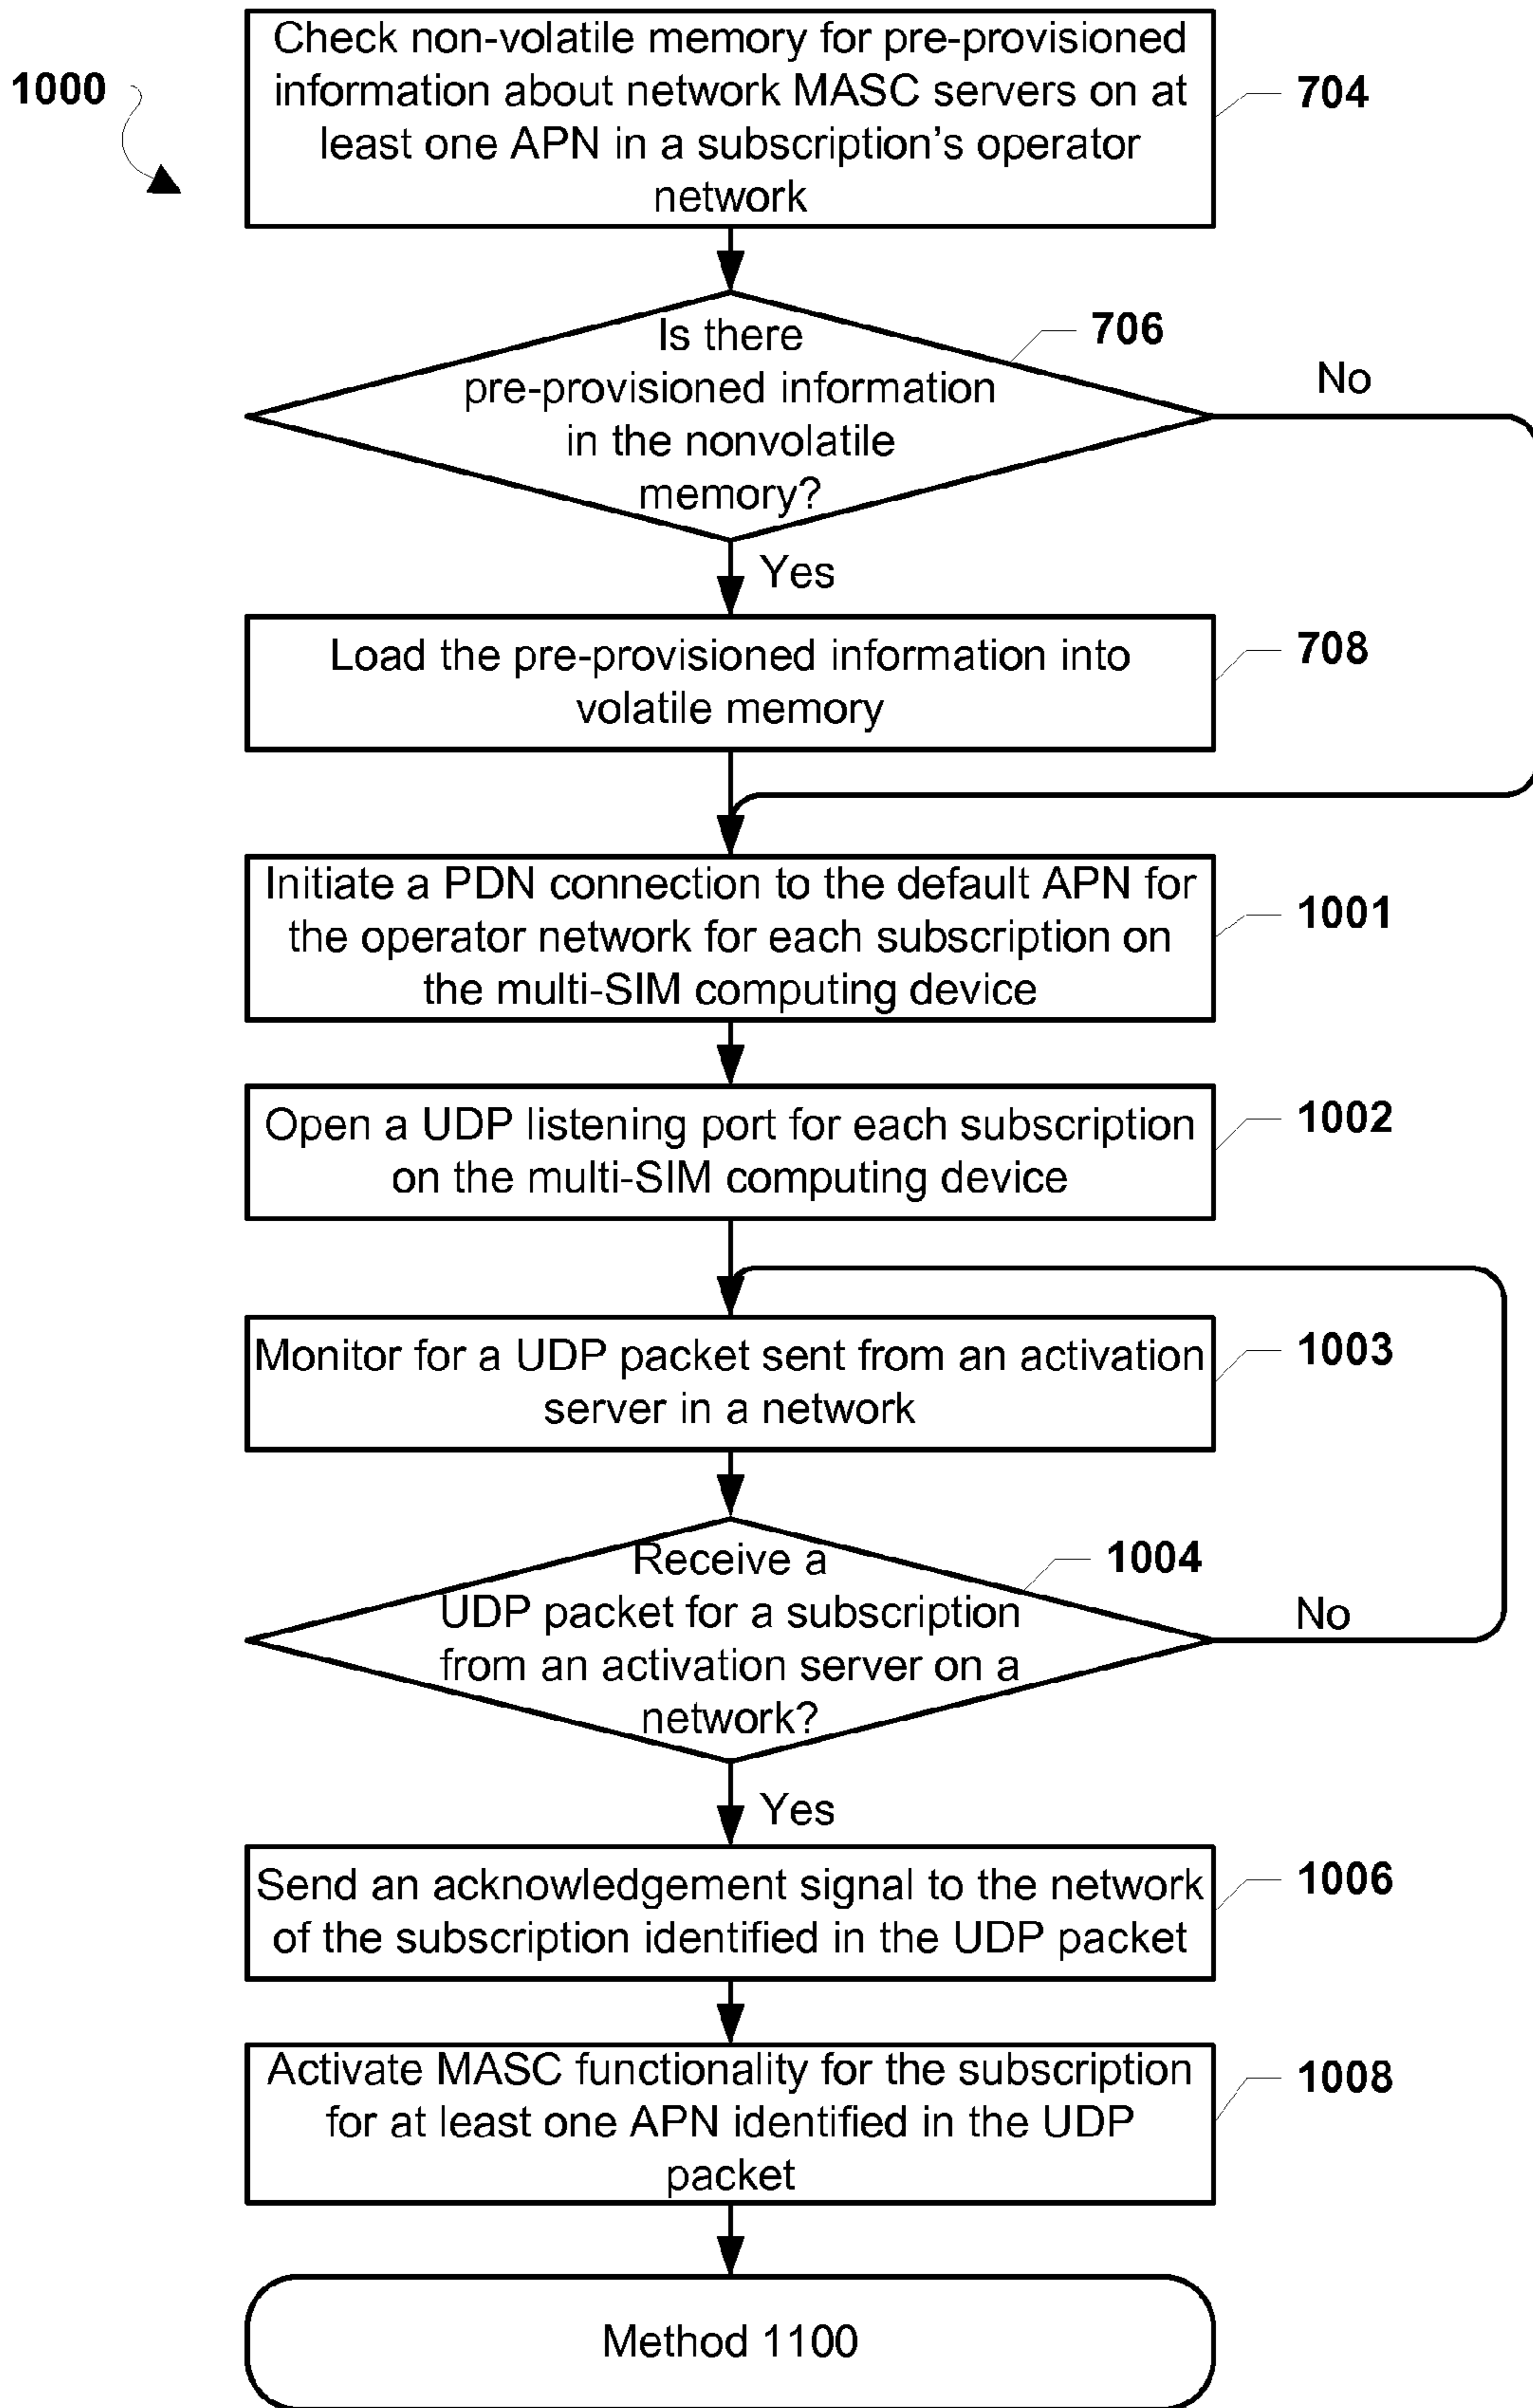 Check non-volatile memory for pre-provisioned
information about network MASC servers on at
least one APN in a subscription's operator
network
1000
704
Is there
pre-provisioned information
in the nonvolatile
memory?
706
No
Yes
Load the pre-provisioned information into
volatile memory
708
Initiate a PDN connection to the default APN for
the operator network for each subscription on
the multi-SIM computing device
1001
Open a UDP listening port for each subscription
on the multi-SIM computing device
1002
Monitor for a UDP packet sent from an activation
server in a network
1003
Receive a
UDP packet for a subscription
from an activation server on a
network?
1004
No
Yes
Send an acknowledgement signal to the network
of the subscription identified in the UDP packet
1006
Activate MASC functionality for the subscription
for at least one APN identified in the UDP
packet
1008
Method 1100